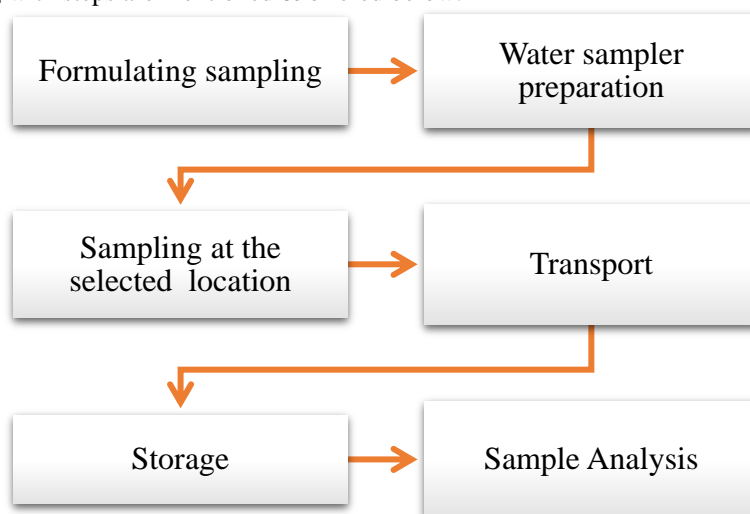 Formulating sampling
Water sampler
preparation
Sampling at the
selected location
Transport
Storage
Sample Analysis